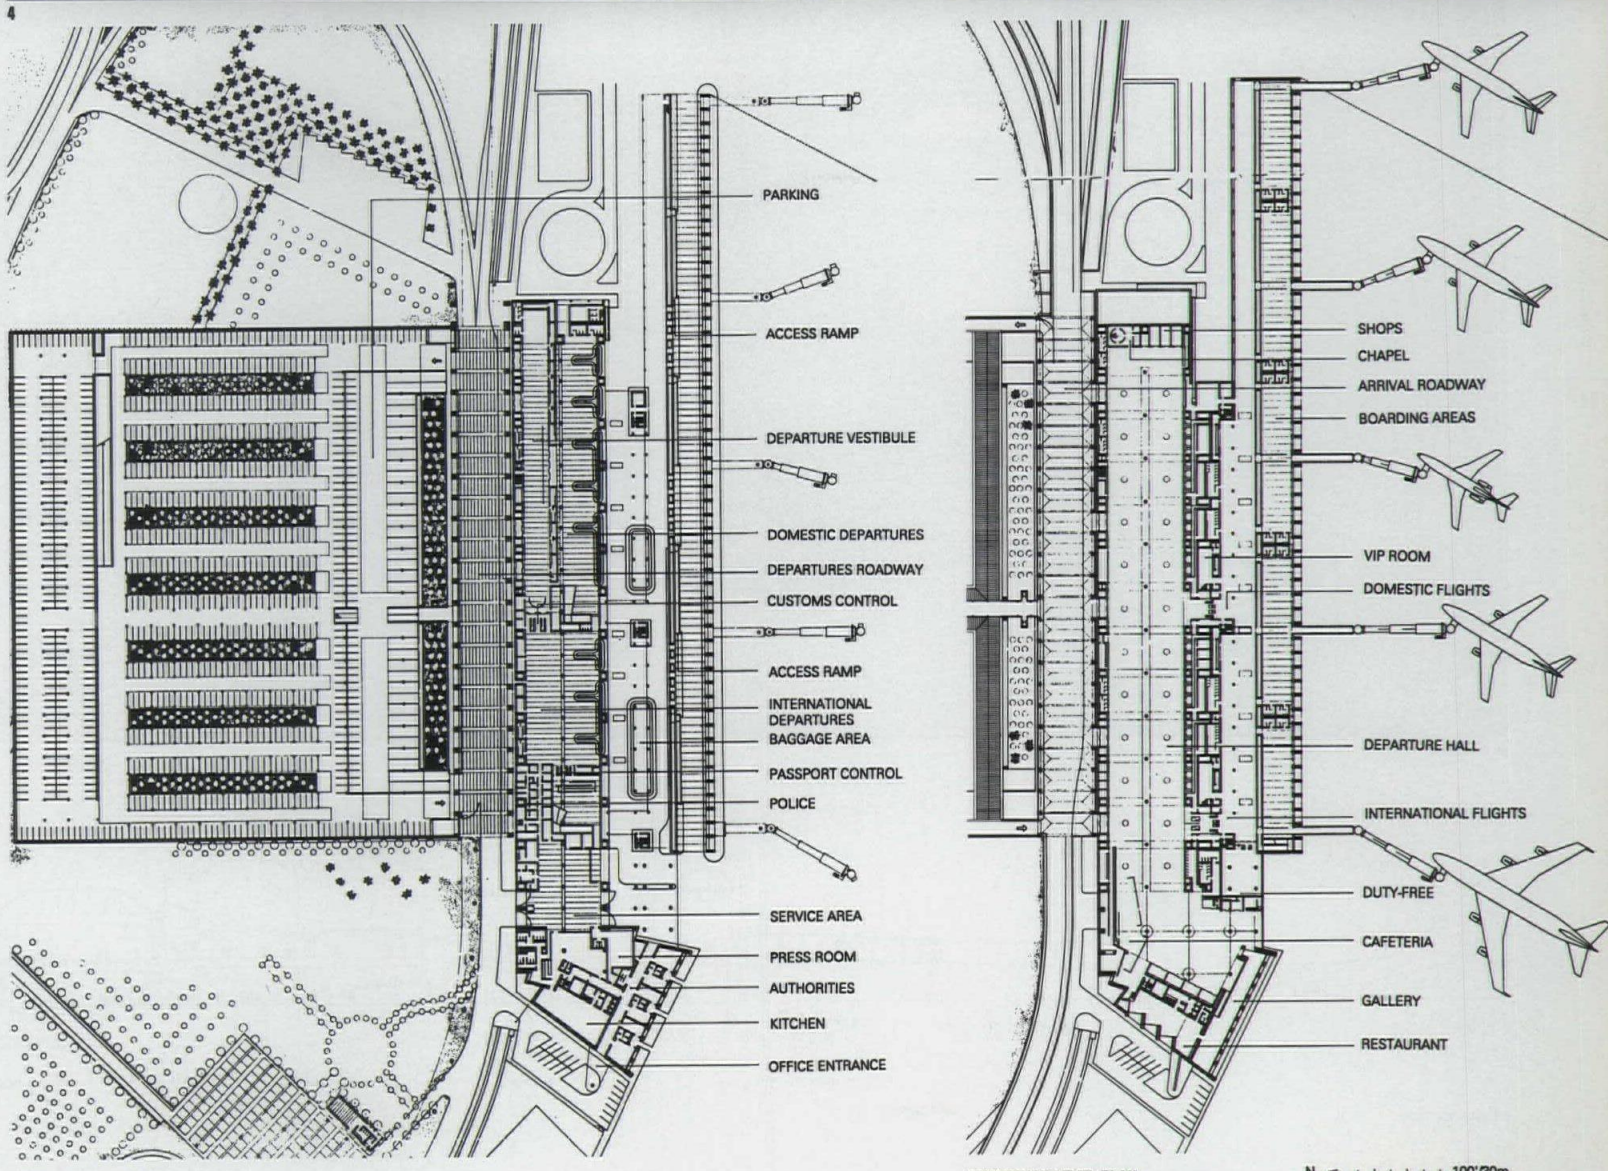 4
PARKING
ACCESS RAMP
DEPARTURE VESTIBULE
DOMESTIC DEPARTURES
DEPARTURES ROADWAY
CUSTOMS CONTROL
ACCESS RAMP
INTERNATIONAL
DEPARTURES
BAGGAGE AREA
PASSPORT CONTROL
POLICE
SERVICE AREA
PRESS ROOM
AUTHORITIES
KITCHEN
OFFICE ENTRANCE
SHOPS
CHAPEL
ARRIVAL ROADWAY
BOARDING AREAS
VIP ROOM
DOMESTIC FLIGHTS
DEPARTURE HALL
INTERNATIONAL FLIGHTS
DUTY-FREE
CAFETERIA
GALLERY
RESTAURANT
N